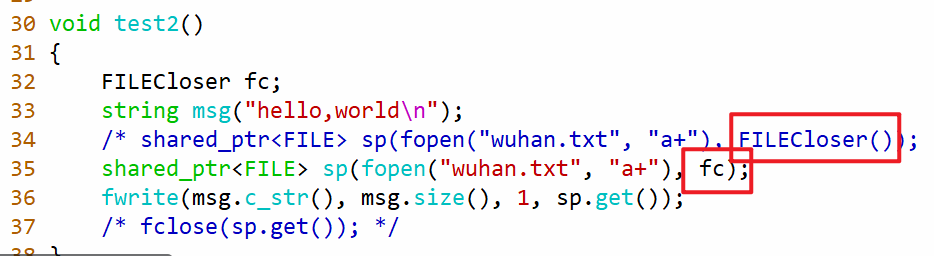 30 void test2()
31 {
32     FILECloser fc;
33     string msg("hello,world\n");
34     /* shared_ptr<FILE> sp(fopen("wuhan.txt", "a+"), FILECloser());
35     shared_ptr<FILE> sp(fopen("wuhan.txt", "a+"), fc);
36     fwrite(msg.c_str(), msg.size(), 1, sp.get());
37     /* fclose(sp.get()); */